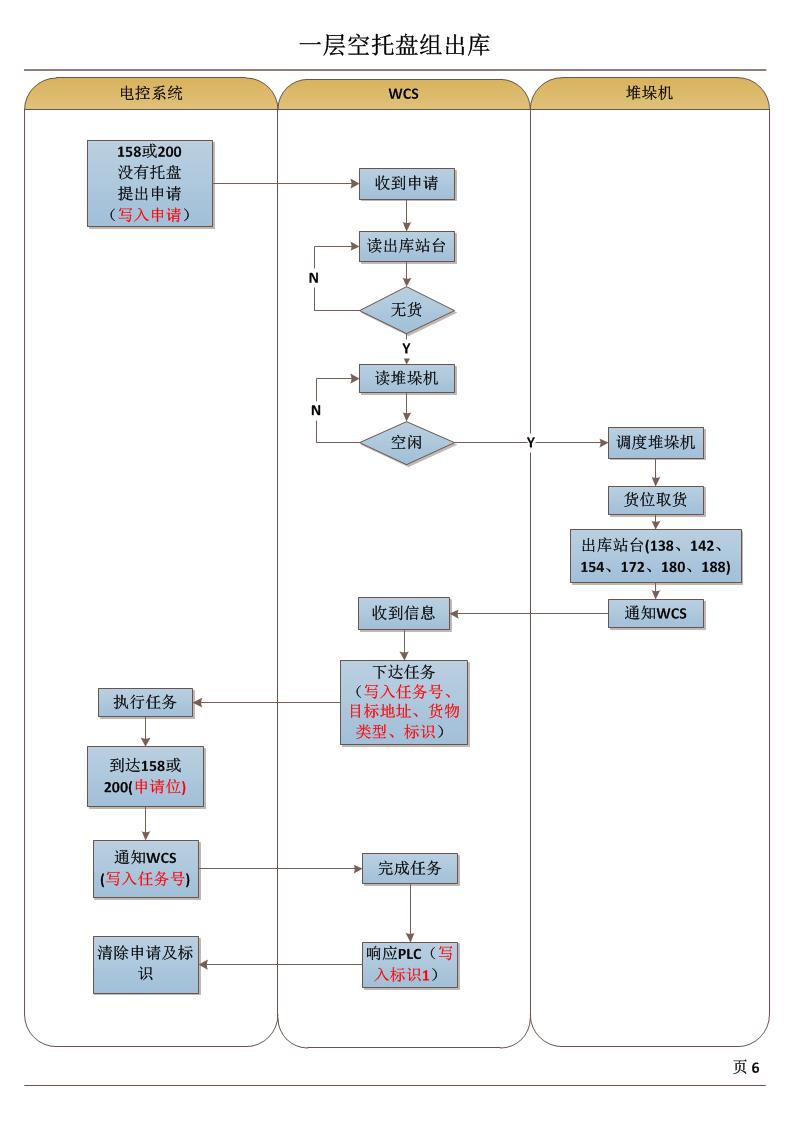 一层空托盘组出库
电控系统
WCS
堆垛机
158或200
没有托盘
提出申请
（写入申请）
收到申请
读出库站台
N
无货
Y
读堆垛机
N
空闲
Y
调度堆垛机
货位取货
出库站台(138、142、
154、172、180、188)
通知WCS
收到信息
下达任务
（写入任务号、
目标地址、货物
类型、标识）
执行任务
到达158或
200(申请位)
通知WCS
(写入任务号)
完成任务
响应PLC（写
入标识1）
清除申请及标
识
页 6